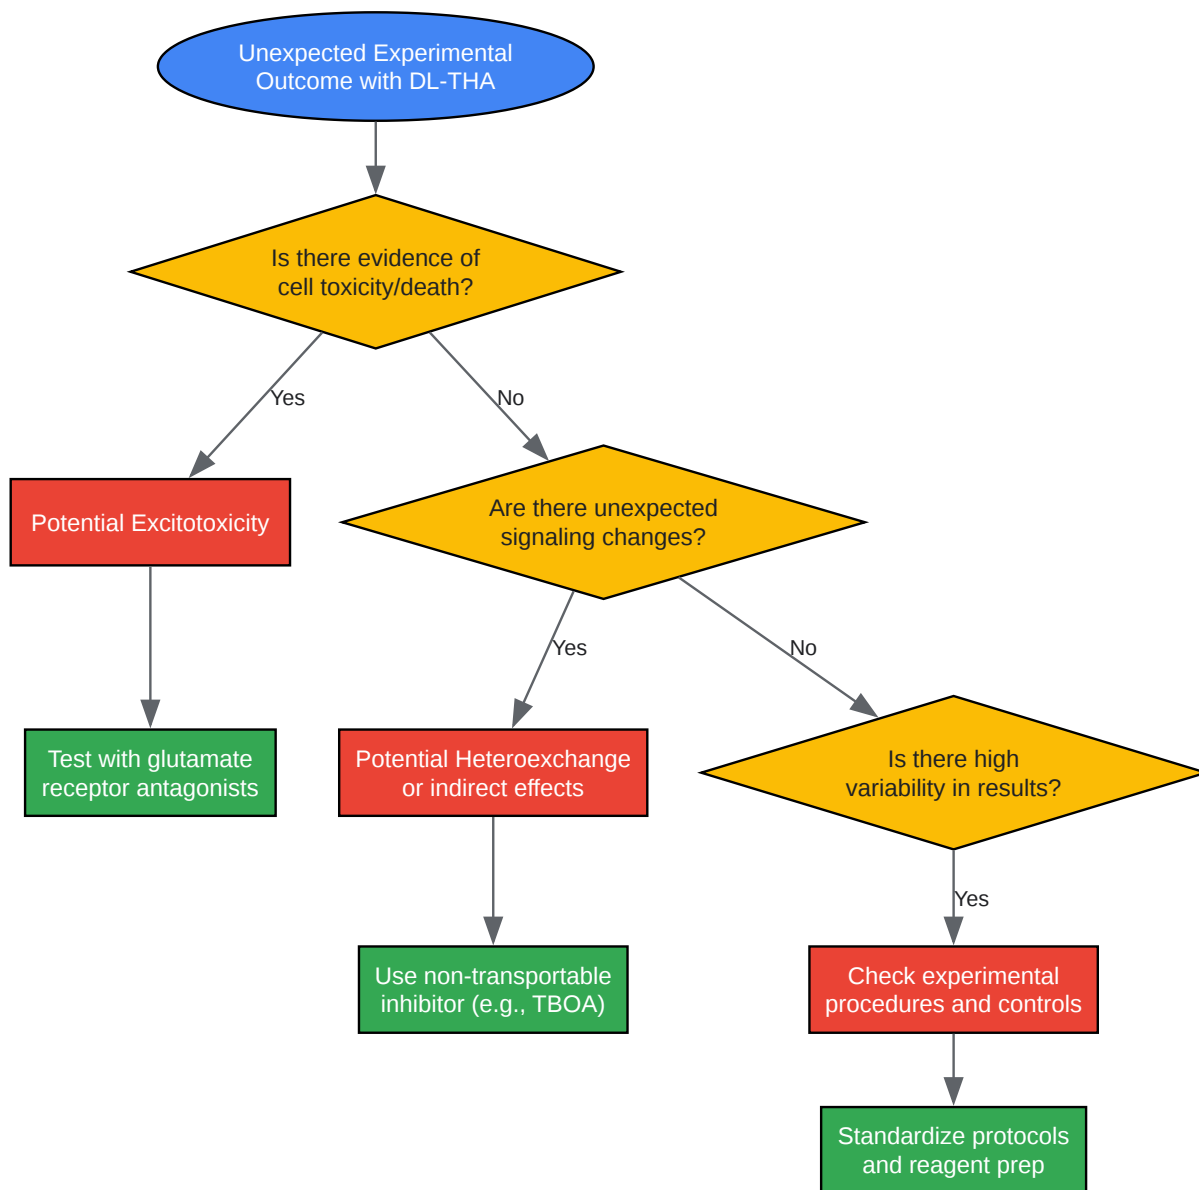 Unexpected Experimental
Outcome with DL-THA
Is there evidence of
cell toxicity/death?
Yes
No
Potential Excitotoxicity
Are there unexpected
signaling changes?
Yes
No
Test with glutamate
receptor antagonists
Potential Heteroexchange
or indirect effects
Is there high
variability in results?
Yes
Use non-transportable
inhibitor (e.g., TBOA)
Check experimental
procedures and controls
Standardize protocols
and reagent prep